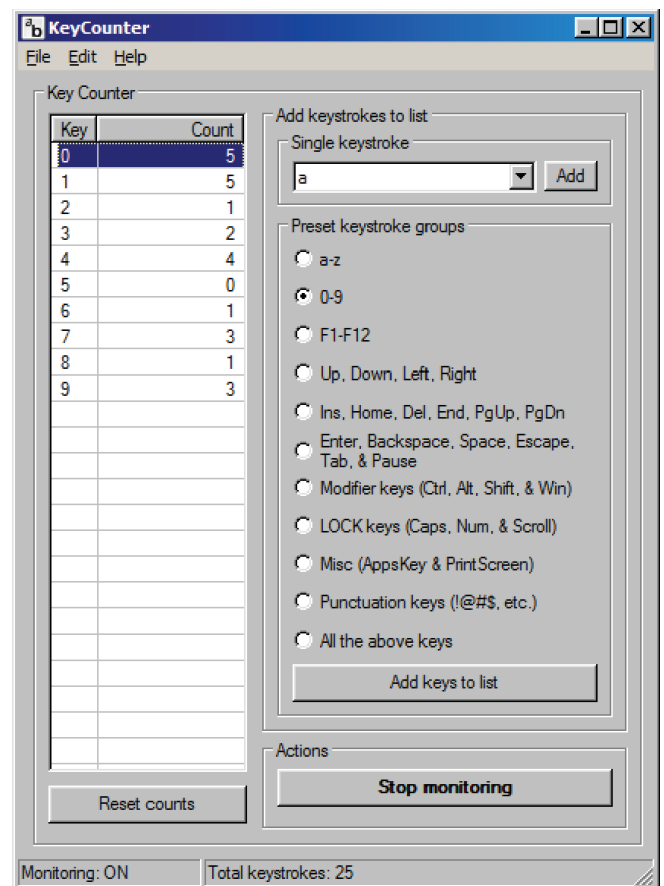 KeyCounter
File Edit Help
Key Counter
Key Count
0 5
1 5
2 1
3 2
4 4
5 0
6 1
7 3
8 1
9 3
Reset counts
Add keystrokes to list
Single keystroke
a Add
Preset keystroke groups
a-z
0-9
F1-F12
Up, Down, Left, Right
Ins, Home, Del, End, PgUp, PgDn
Enter, Backspace, Space, Escape,
Tab, & Pause
Modifier keys (Ctrl, Alt, Shift, & Win)
LOCK keys (Caps, Num, & Scroll)
Misc (AppsKey & PrintScreen)
Punctuation keys (!@#$, etc.)
All the above keys
Add keys to list
Actions
Stop monitoring
Monitoring: ON Total keystrokes: 25